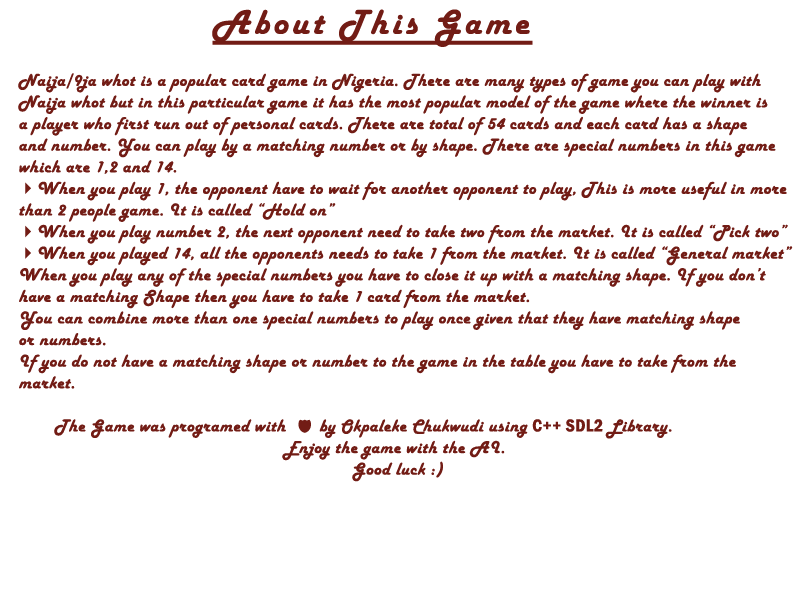 About This Game
Naija/9ja whot is a popular card game in Nigeria. There are many types of game you can play with
Naija whot but in this particular game it has the most popular model of the game where the winner is
a player who first run out of personal cards. There are total of 54 cards and each card has a shape
and number. You can play by a matching number or by shape. There are special numbers in this game
which are 1,2 and 14.
When you play 1, the opponent have to wait for another opponent to play, This is more useful in more
than 2 people game. It is called “Hold on”
When you play number 2, the next opponent need to take two from the market. It is called “Pick two”
When you played 14, all the opponents needs to take 1 from the market. It is called “General market”
When you play any of the special numbers you have to close it up with a matching shape. If you don't
have a matching Shape then you have to take 1 card from the market.
You can combine more than one special numbers to play once given that they have matching shape
or numbers.
If you do not have a matching shape or number to the game in the table you have to take from the
market.
The Game was programed with ♥ by Okpaleke Chukwudi using C++ SDL2 Library.
Enjoy the game with the AI.
Good luck :)